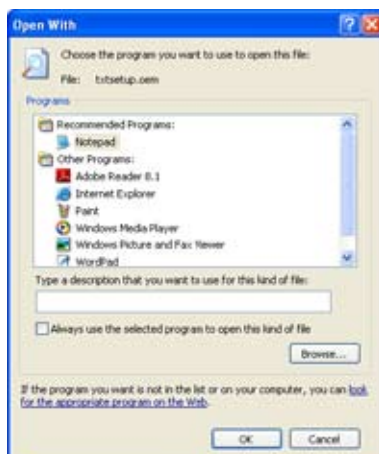 Open With
Choose the program you want to use to open this file:
File: txtsetup.oem
Programs
Recommended Programs:
Notepad
Other Programs:
Adobe Reader 8.1
Internet Explorer
Paint
Windows Media Player
Windows Picture and Fax Viewer
WordPad
Type a description that you want to use for this kind of file:
Always use the selected program to open this kind of file
Browse...
If the program you want is not in the list or on your computer, you can look
for the appropriate program on the Web.
OK
Cancel